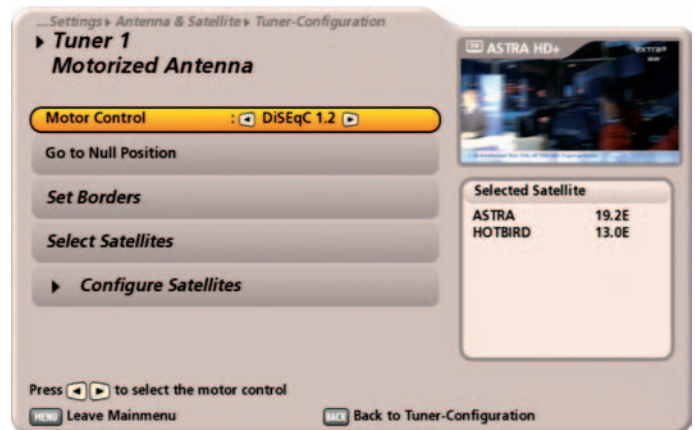 ...Settings ▸ Antenna & Satellite ▸ Tuner-Configuration
▸ Tuner 1
Motorized Antenna
Motor Control : ◂ DiSEqC 1.2 ▸
Go to Null Position
Set Borders
Select Satellites
▸ Configure Satellites
TV ASTRA HD+
extra
Selected Satellite
ASTRA 19.2E
HOTBIRD 13.0E
Press ◂ ▸ to select the motor control
MENU Leave Mainmenu BACK Back to Tuner-Configuration